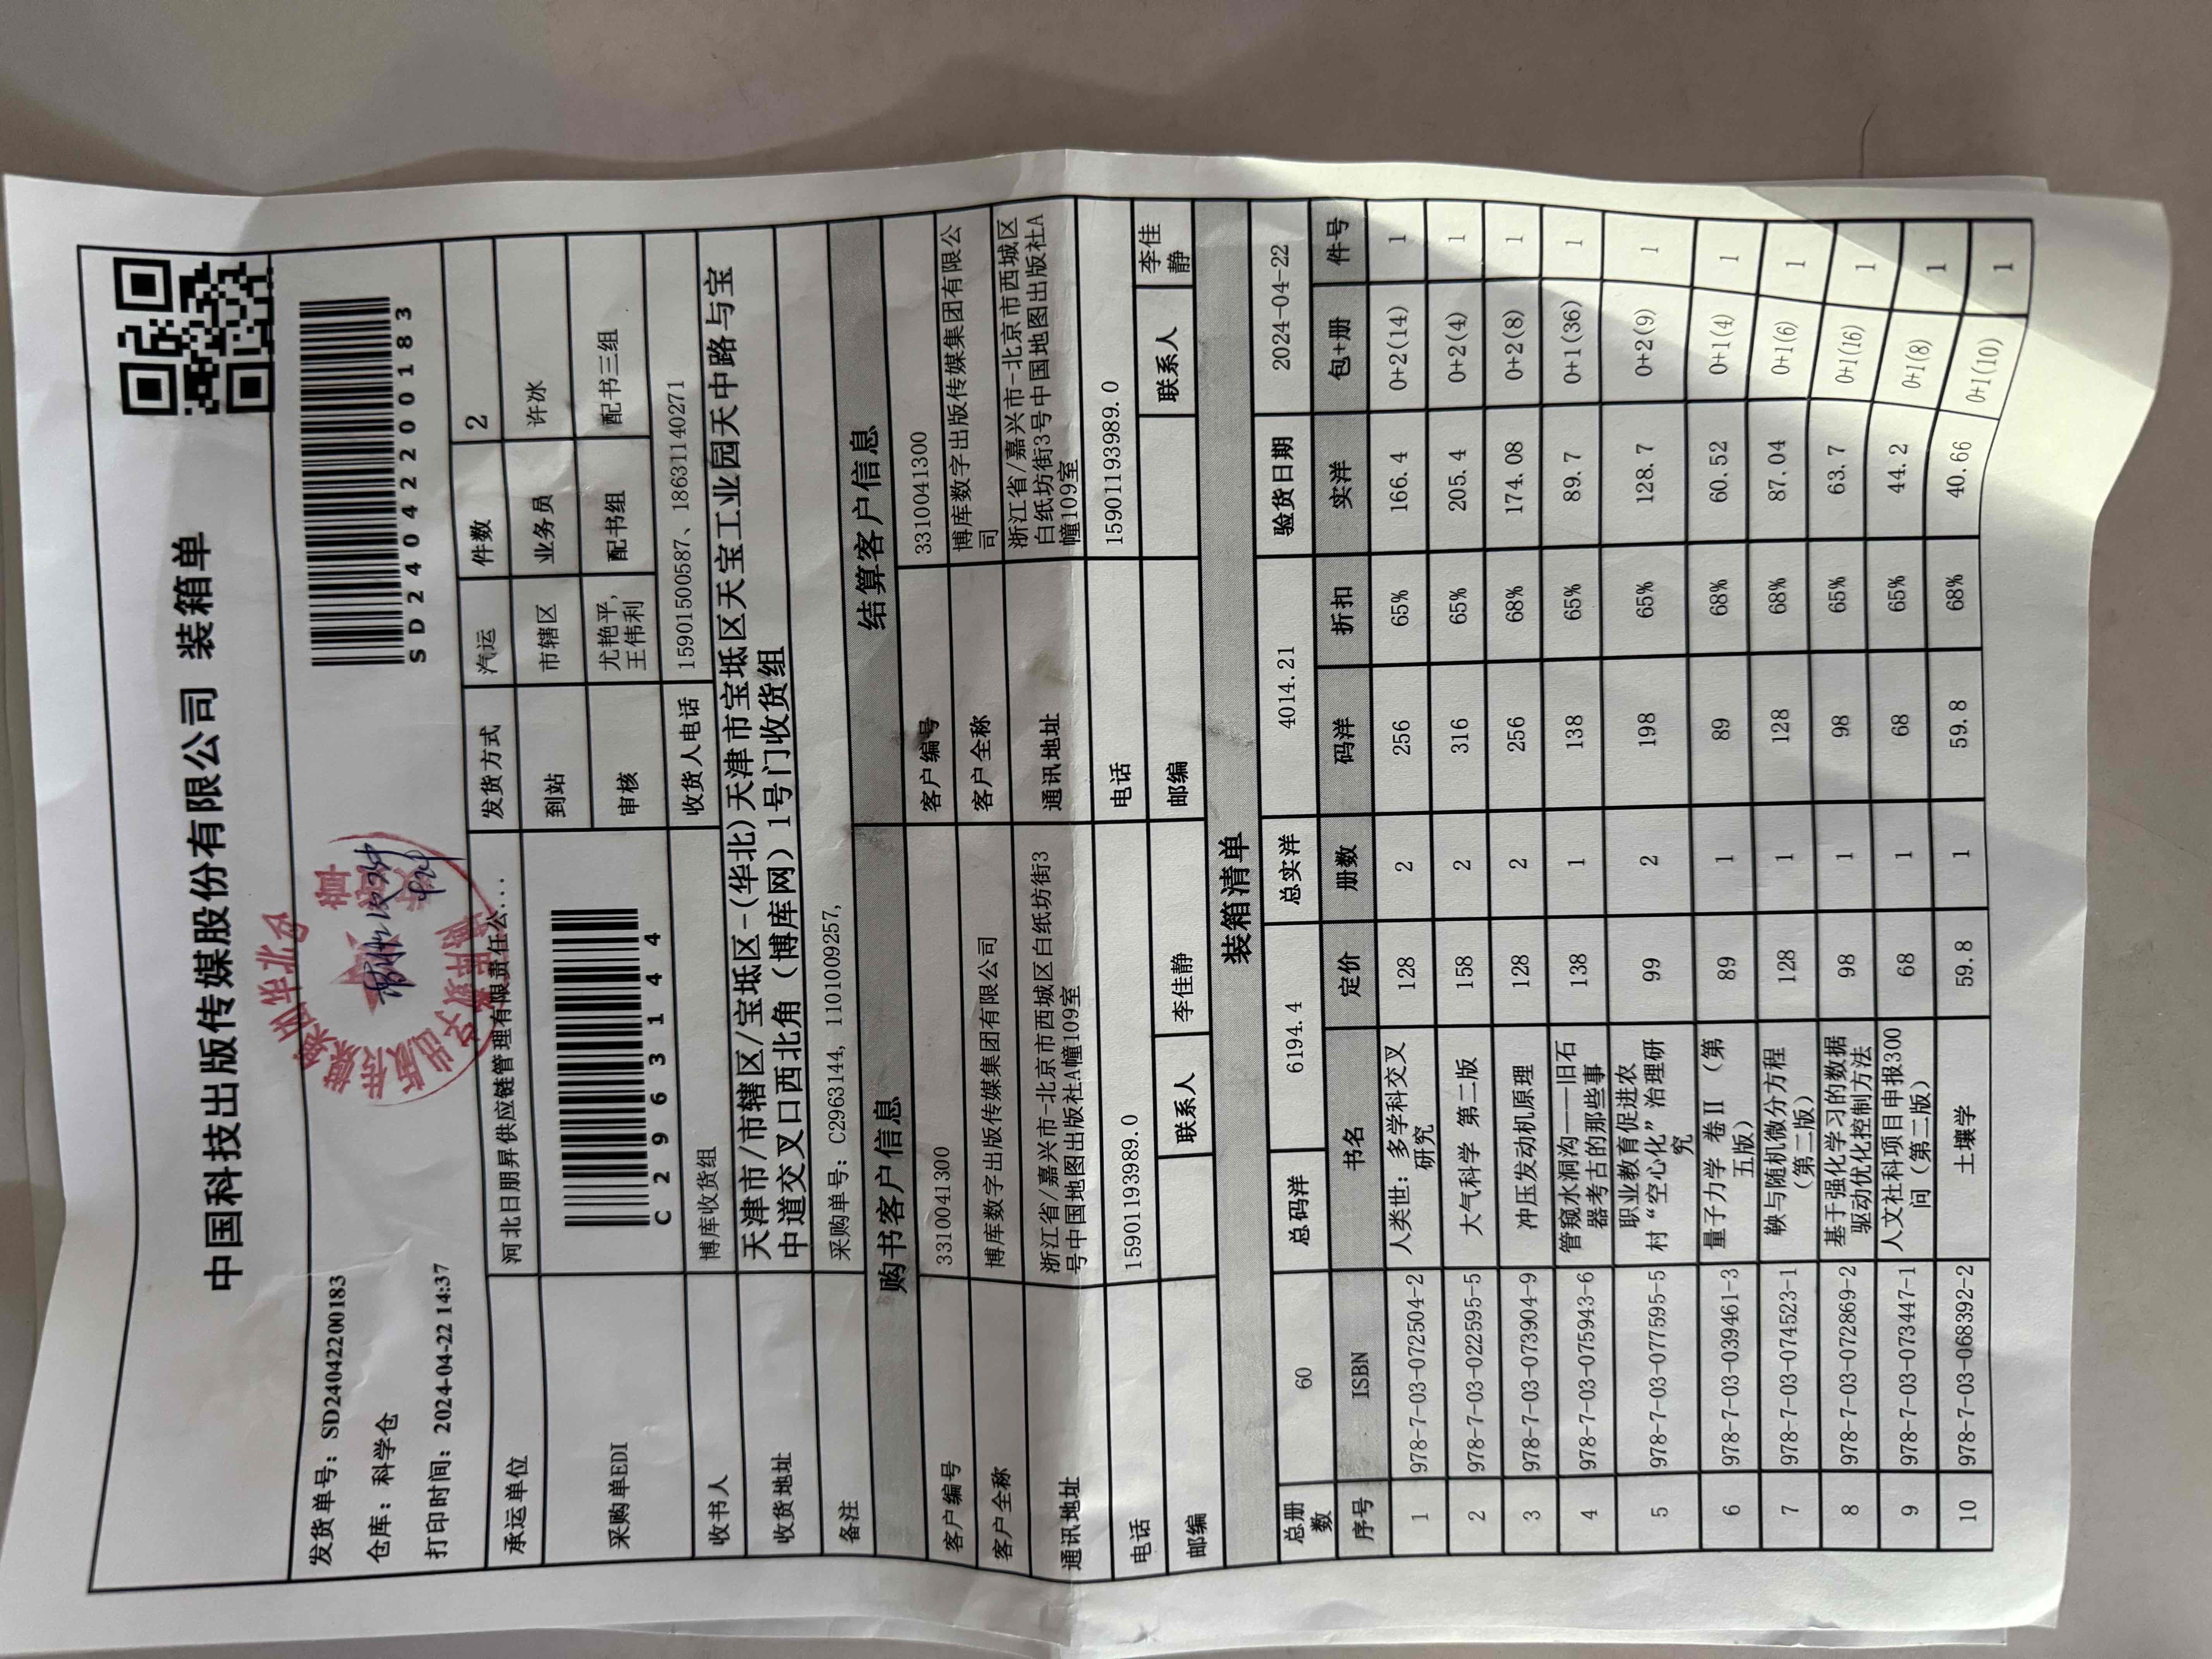 中国科技出版传媒股份有限公司 装箱单
发货单号: SD240422200183
仓库: 科学仓
打印时间: 2024-04-22 14:37
SD240422200183
承运单位 河北日朋昇供应链管理有限责任公... 发货方式 汽运 件数 2
采购单EDI C2963144 到站 市辖区 业务员 许冰
审核 尤艳平, 王伟利 配书组 配书三组
收书人 博库收货组 收货人电话 15901500587、18631140271
收货地址 天津市/市辖区/宝坻区-(华北)天津市宝坻区天宝工业园天中路与宝
中道交叉口西北角（博库网）1号门收货组
备注 采购单号: C2963144, 1101009257,
购书客户信息 结算客户信息
客户编号 3310041300 客户编号 3310041300
客户全称 博库数字出版传媒集团有限公司 客户全称 博库数字出版传媒集团有限公
司
通讯地址 浙江省/嘉兴市-北京市西城区白纸坊街3
号中国地图出版社A幢109室
通讯地址 浙江省/嘉兴市-北京市市西城区
白纸坊街3号中国地图出版社A
幢109室
电话 15901193989.0 电话 15901193989.0
邮编 联系人 李佳静 邮编 联系人 李佳
静
装箱清单
总册
数 60 总码洋 6194.4 总实洋 4014.21 验货日期 2024-04-22
序号 ISBN 书名 定价 册数 码洋 折扣 实洋 包+册 件号
1 978-7-03-072504-2 人类世: 多学科交叉
研究 128 2 256 65% 166.4 0+2(14) 1
2 978-7-03-022595-5 大气科学 第二版 158 2 316 65% 205.4 0+2(4) 1
3 978-7-03-073904-9 冲压发动机原理 128 2 256 68% 174.08 0+2(8) 1
4 978-7-03-075943-6 管窥水洞沟——旧石
器考古的那些事 138 1 138 65% 89.7 0+1(36) 1
5 978-7-03-077595-5 职业教育促进农
村“空心化”治理研
究 99 2 198 65% 128.7 0+2(9) 1
6 978-7-03-039461-3 量子力学 卷Ⅱ（第
五版） 89 1 89 68% 60.52 0+1(4) 1
7 978-7-03-074523-1 鞅与随机微分方程
（第二版） 128 1 128 68% 87.04 0+1(6) 1
8 978-7-03-072869-2 基于强化学习的数据
驱动优化控制方法 98 1 98 65% 63.7 0+1(16) 1
9 978-7-03-073447-1 人文社科项目申报300
问（第二版） 68 1 68 65% 44.2 0+1(8) 1
10 978-7-03-068392-2 土壤学 59.8 1 59.8 68% 40.66 0+1(10) 1